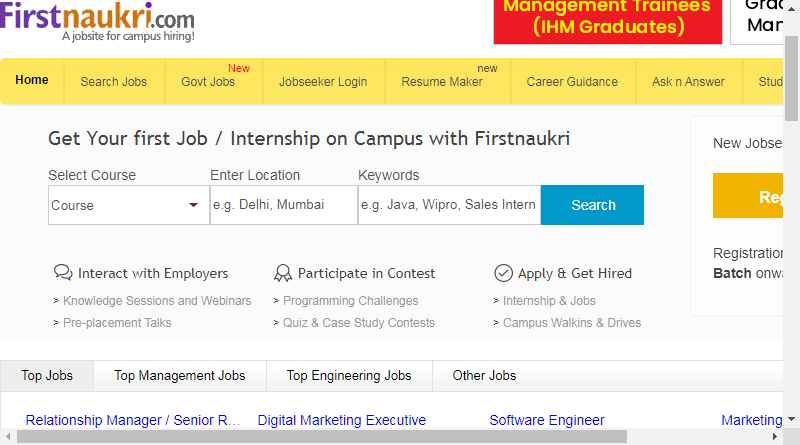 Firstnaukri.com
A jobsite for campus hiring!
Management Trainees
(IHM Graduates)
Home
Search Jobs
New
Govt Jobs
Jobseeker Login
new
Resume Maker
Career Guidance
Ask n Answer
Get Your first Job / Internship on Campus with Firstnaukri
Select Course
Enter Location
Keywords
Course
e.g. Delhi, Mumbai
e.g. Java, Wipro, Sales Intern
Search
New Jobse
Reg
Registration
Batch onwa
Interact with Employers
> Knowledge Sessions and Webinars
> Pre-placement Talks
Participate in Contest
> Programming Challenges
> Quiz & Case Study Contests
Apply & Get Hired
> Internship & Jobs
> Campus Walkins & Drives
Top Jobs
Top Management Jobs
Top Engineering Jobs
Other Jobs
Relationship Manager / Senior R...
Digital Marketing Executive
Software Engineer
Marketing